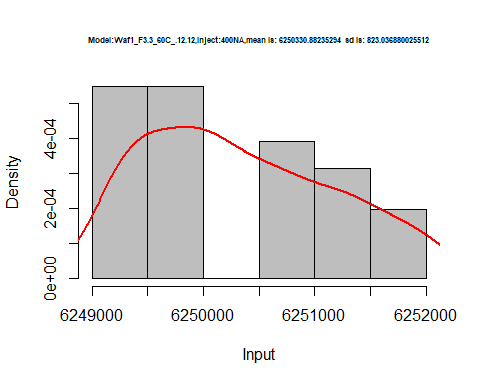 Model:Waf1_F3.3_60C_.12.12,Inject:400NA,mean is: 6250330.88235294 sd is: 823.036880025512
Density
0e+00 2e-04 4e-04
6249000 6250000 6251000 6252000
Input